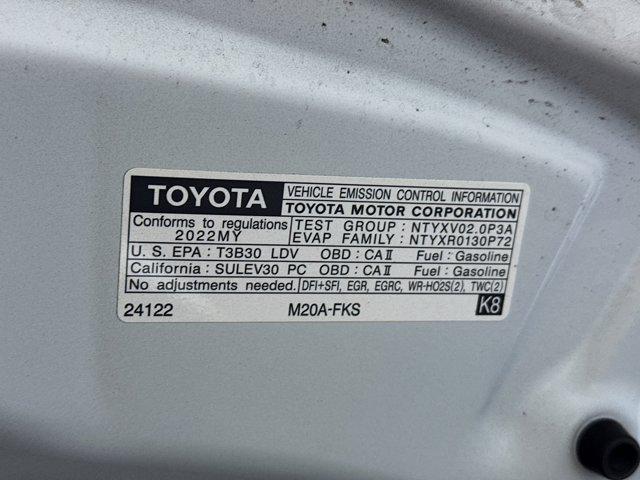 TOYOTA VEHICLE EMISSION CONTROL INFORMATION
TOYOTA MOTOR CORPORATION
Conforms to regulations TEST GROUP : NTYXV02.0P3A
2022MY EVAP FAMILY : NTYXR0130P72
U. S. EPA : T3B30 LDV OBD : CAⅡ Fuel : Gasoline
California : SULEV30 PC OBD : CAⅡ Fuel : Gasoline
No adjustments needed. DFI+SFI, EGR, EGRC, WR-HO2S(2), TWC(2)
24122 M20A-FKS K8